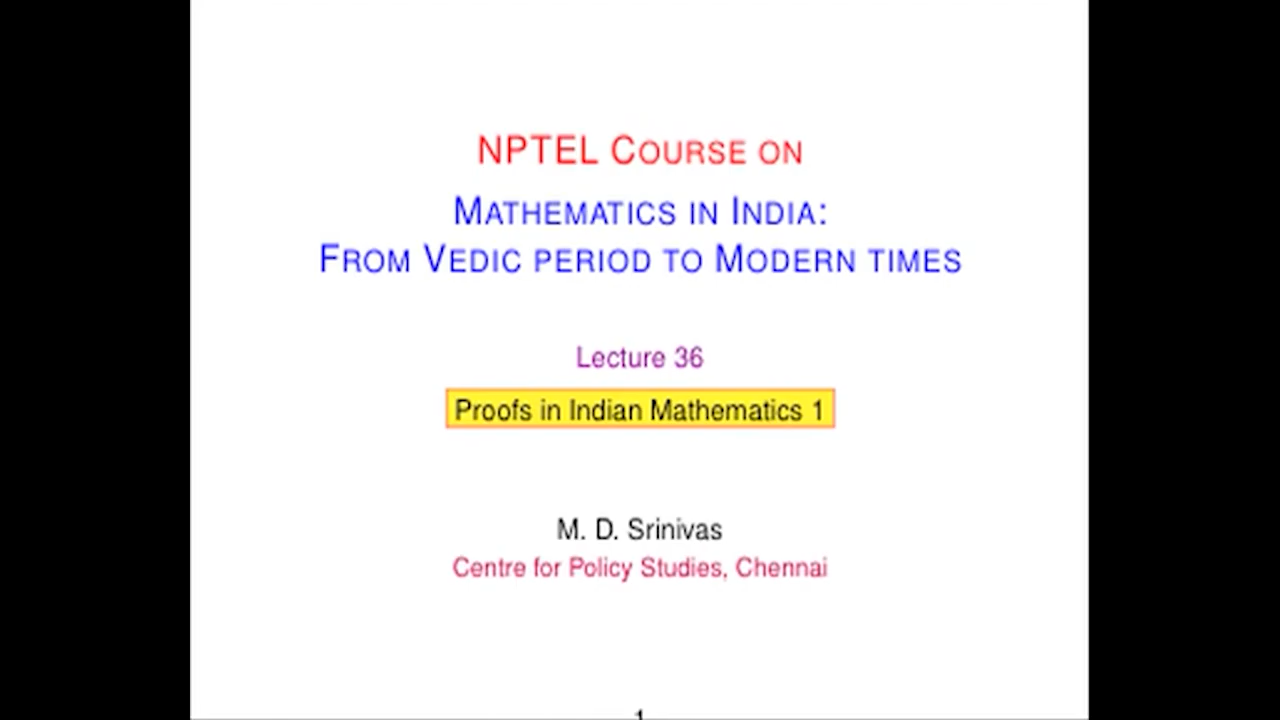 NPTEL COURSE ON
MATHEMATICS IN INDIA:
FROM VEDIC PERIOD TO MODERN TIMES
Lecture 36
Proofs in Indian Mathematics 1
M. D. Srinivas
Centre for Policy Studies, Chennai
1